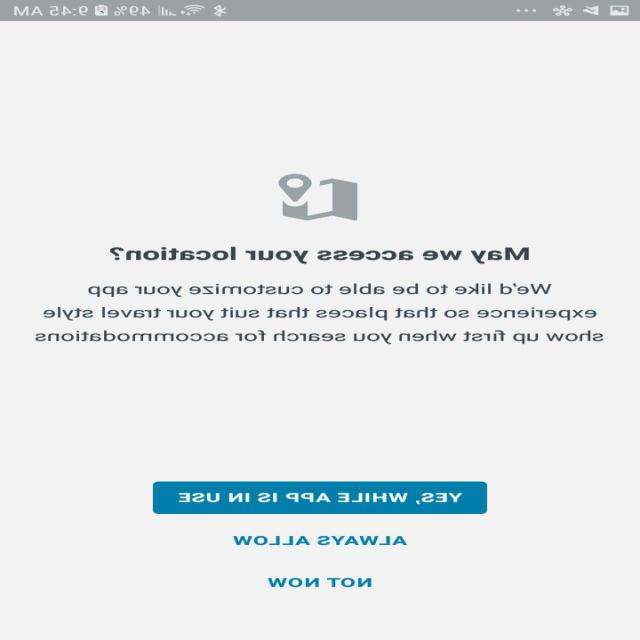 49% 9:45 AM
May we access your location?
We'd like to be able to customize your app
experience so that places that suit your travel style
show up first when you search for accommodations
YES, WHILE APP IS IN USE
ALWAYS ALLOW
NOT NOW